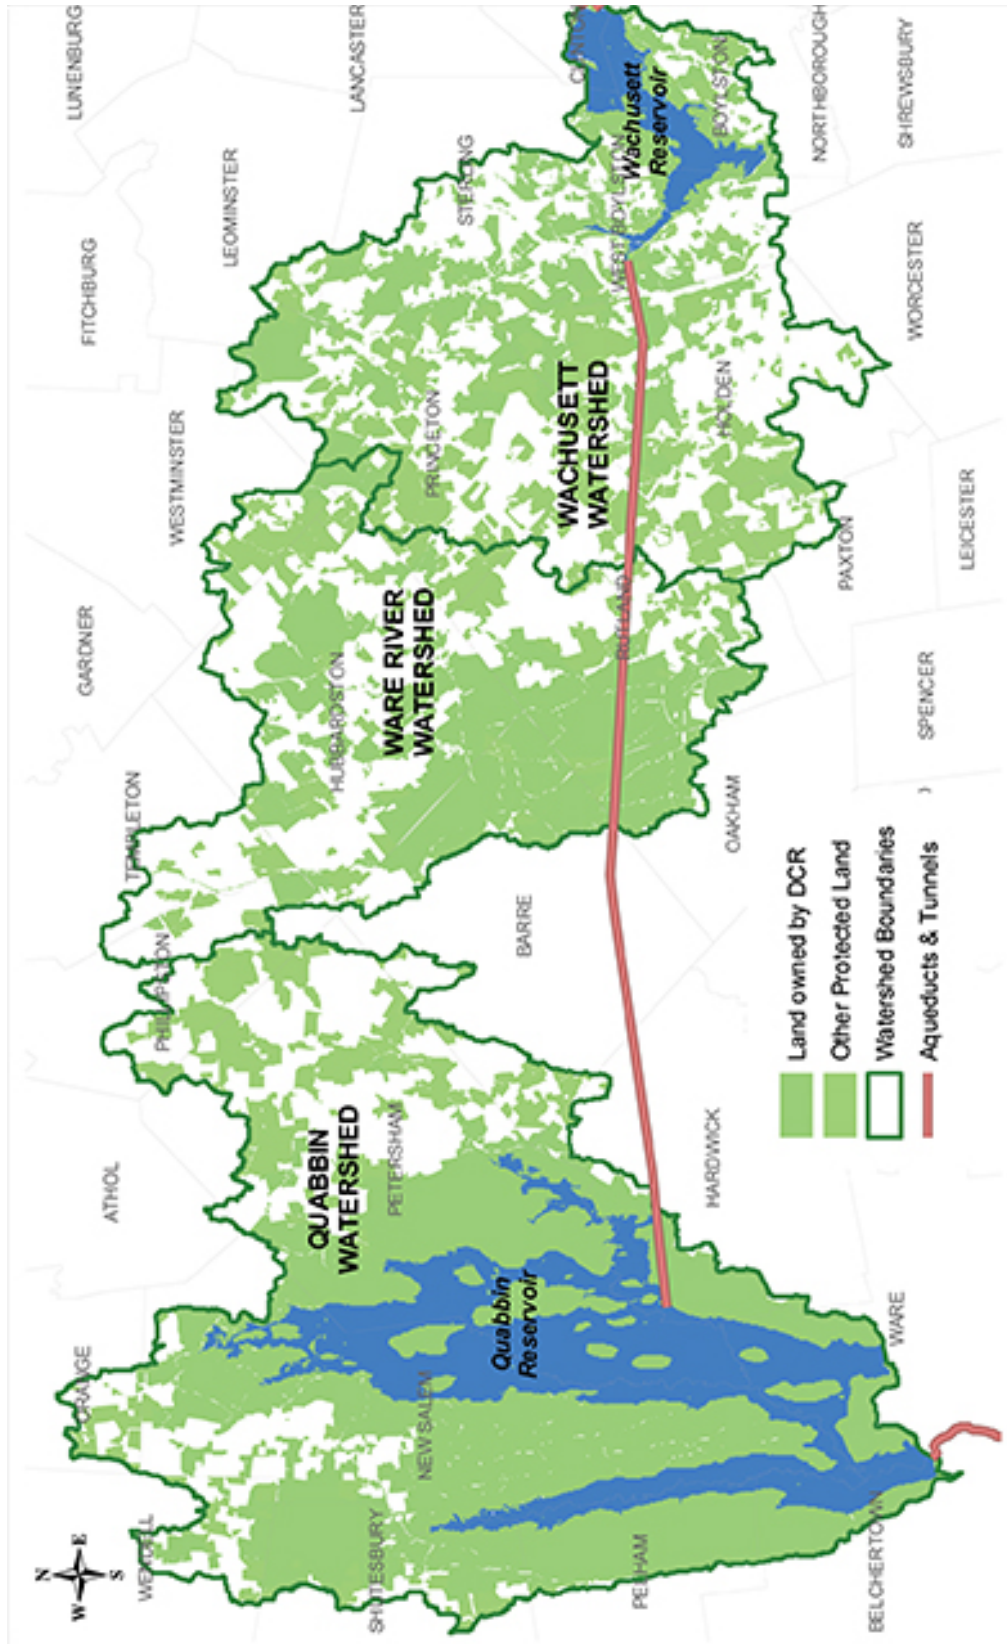 N
W E
S
ORANGE
ATHOL
GARDNER
FITCHBURG
LUNENBURG
WENDELL
PHILLIPSTON
TEMPLETON
WESTMINSTER
LEOMINSTER
LANCASTER
QUABBIN
WATERSHED
HUBBARDSTON
SHUTESBURY
NEW SALEM
PETERSHAM
WARE RIVER
WATERSHED
PRINCETON
STERLING
Quabbin
Reservoir
BARRE
WACHUSETT
WATERSHED
CLINTON
PELHAM
RUTLAND
WEST BOYLSTON
Wachusett
Reservoir
HARDWICK
OAKHAM
HOLDEN
BOYLSTON
PAXTON
NORTHBOROUGH
BELCHERTOWN
WARE
SPENCER
LEICESTER
WORCESTER
SHREWSBURY
Land owned by DCR
Other Protected Land
Watershed Boundaries
Aqueducts & Tunnels